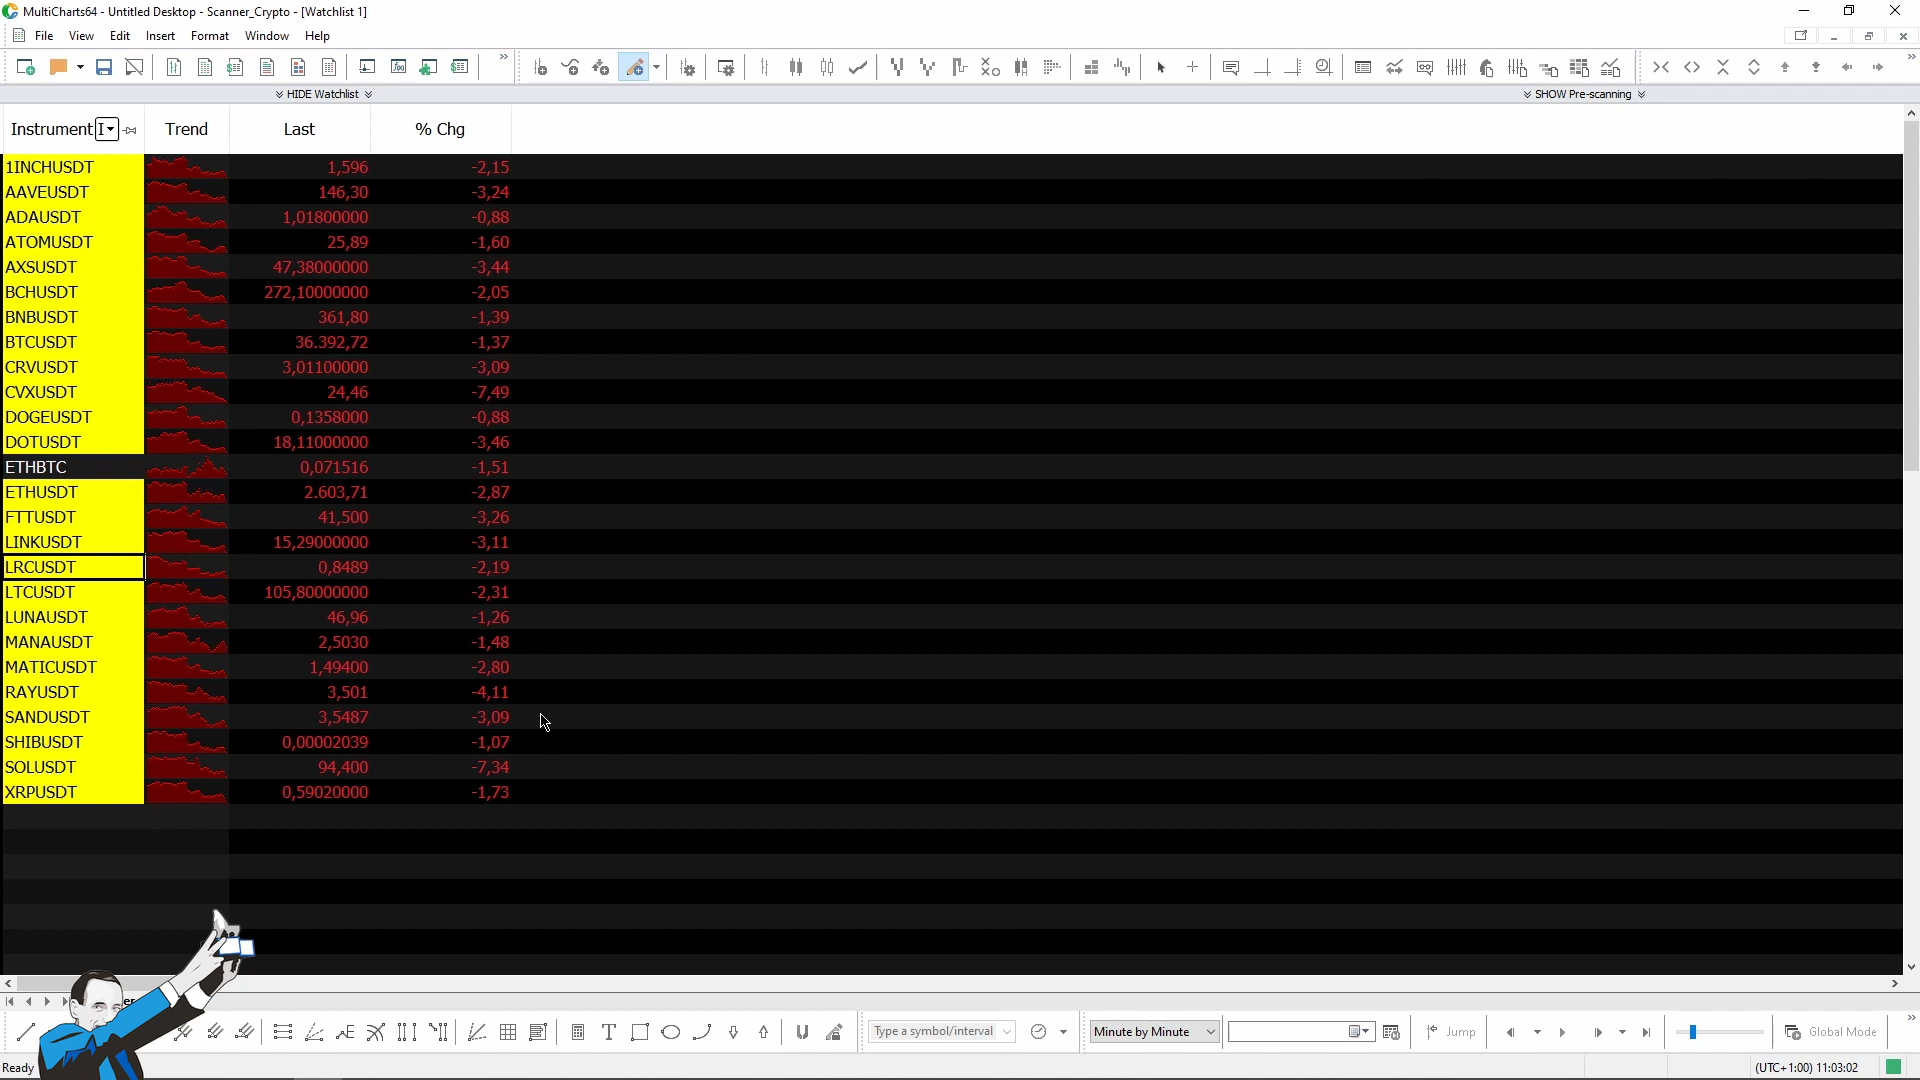 MultiCharts64 - Untitled Desktop - Scanner_Crypto - [Watchlist 1]
File View Edit Insert Format Window Help
HIDE Watchlist SHOW Pre-scanning
Instrument Trend Last % Chg
1INCHUSDT 1,596 -2,15
AAVEUSDT 146,30 -3,24
ADAUSDT 1,01800000 -0,88
ATOMUSDT 25,89 -1,60
AXSUSDT 47,38000000 -3,44
BCHUSDT 272,10000000 -2,05
BNBUSDT 361,80 -1,39
BTCUSDT 36.392,72 -1,37
CRVUSDT 3,01100000 -3,09
CVXUSDT 24,46 -7,49
DOGEUSDT 0,1358000 -0,88
DOTUSDT 18,11000000 -3,46
ETHBTC 0,071516 -1,51
ETHUSDT 2.603,71 -2,87
FTTUSDT 41,500 -3,26
LINKUSDT 15,29000000 -3,11
LRCUSDT 0,8489 -2,19
LTCUSDT 105,80000000 -2,31
LUNAUSDT 46,96 -1,26
MANAUSDT 2,5030 -1,48
MATICUSDT 1,49400 -2,80
RAYUSDT 3,501 -4,11
SANDUSDT 3,5487 -3,09
SHIBUSDT 0,00002039 -1,07
SOLUSDT 94,400 -7,34
XRPUSDT 0,59020000 -1,73
Type a symbol/interval Minute by Minute Jump Global Mode
Ready (UTC+1:00) 11:03:02